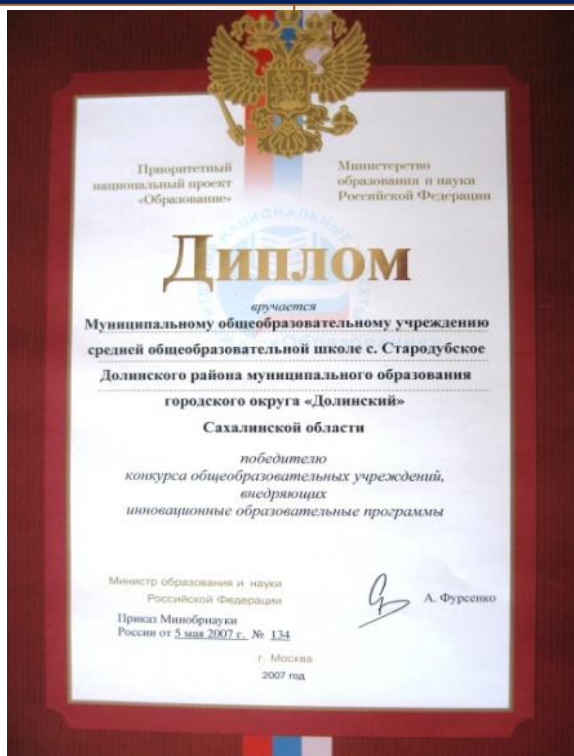 Приоритетный
национальный проект
«Образование»
Министерство
образования и науки
Российской Федерации
Диплом
вручается
Муниципальному общеобразовательному учреждению
средней общеобразовательной школе с. Стародубское
Долинского района муниципального образования
городского округа «Долинский»
Сахалинской области
победителю
конкурса общеобразовательных учреждений,
внедряющих
инновационные образовательные программы
Министр образования и науки
Российской Федерации
А. Фурсенко
Приказ Минобрнауки
России от 5 мая 2007 г. № 134
г. Москва
2007 год